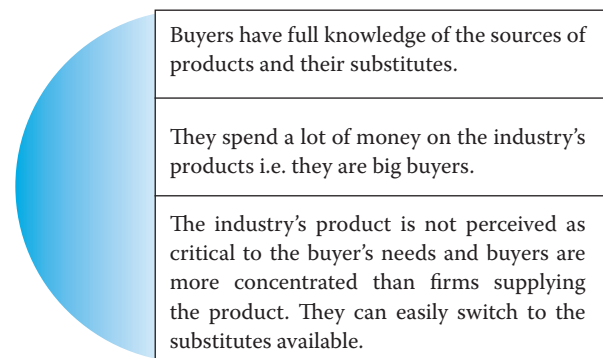 Buyers have full knowledge of the sources of
products and their substitutes.
They spend a lot of money on the industry's
products i.e. they are big buyers.
The industry's product is not perceived as
critical to the buyer's needs and buyers are
more concentrated than firms supplying
the product. They can easily switch to the
substitutes available.